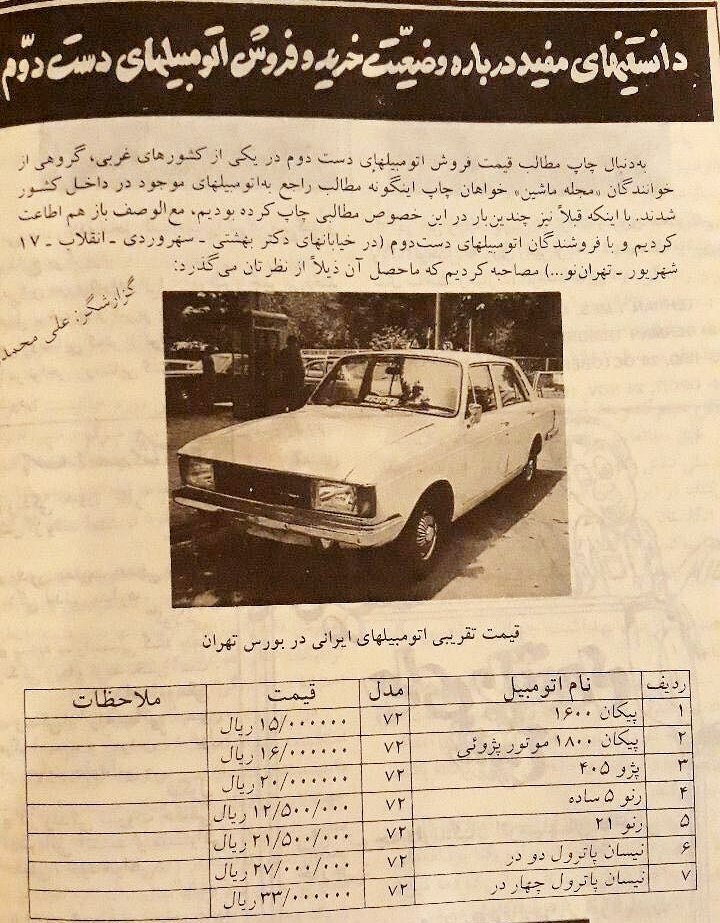 دانستنیهای مفید درباره وضعیّت خرید و فروش اتومبیلهای دست دوّم
به‌دنبال چاپ مطالب قیمت فروش اتومبیلهای دست دوم در یکی از کشورهای غربی، گروهی از
خوانندگان «مجله ماشین» خواهان چاپ اینگونه مطالب راجع به‌اتومبیلهای موجود در داخل کشور
شدند. با اینکه قبلاً نیز چندین‌بار در این خصوص مطالبی چاپ کرده بودیم، مع‌الوصف باز هم اطاعت
کردیم و با فروشندگان اتومبیلهای دست‌دوم (در خیابانهای دکتر بهشتی ـ سهروردی ـ انقلاب ـ ۱۷
شهریور ـ تهران‌نو...) مصاحبه کردیم که ماحصل آن ذیلاً از نظرتان می‌گذرد:
گزارشگر: علی
قیمت تقریبی اتومبیلهای ایرانی در بورس تهران
ردیف نام اتومبیل مدل قیمت ملاحظات
۱ پیکان ۱۶۰۰ ۷۲ ۱۵/۰۰۰۰۰۰ ریال
۲ پیکان ۱۸۰۰ موتور پژوئی ۷۲ ۱۶/۰۰۰۰۰۰ ریال
۳ پژو ۴۰۵ ۷۲ ۲۰/۰۰۰۰۰۰ ریال
۴ رنو ۵ ساده ۷۲ ۱۲/۵۰۰/۰۰۰ ریال
۵ رنو ۲۱ ۷۲ ۲۱/۵۰۰/۰۰۰ ریال
۶ نیسان پاترول دو در ۷۲ ۲۷/۰۰۰/۰۰۰ ریال
۷ نیسان پاترول چهار در ۷۲ ۳۳/۰۰۰۰۰۰ ریال